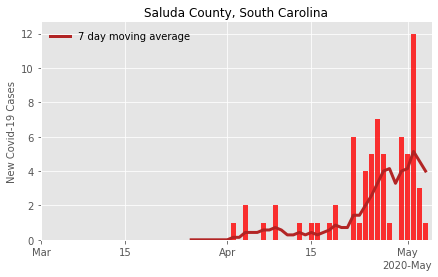 Saluda County, South Carolina
7 day moving average
New Covid-19 Cases
12
10
8
6
4
2
0
Mar
15
Apr
15
May
2020-May